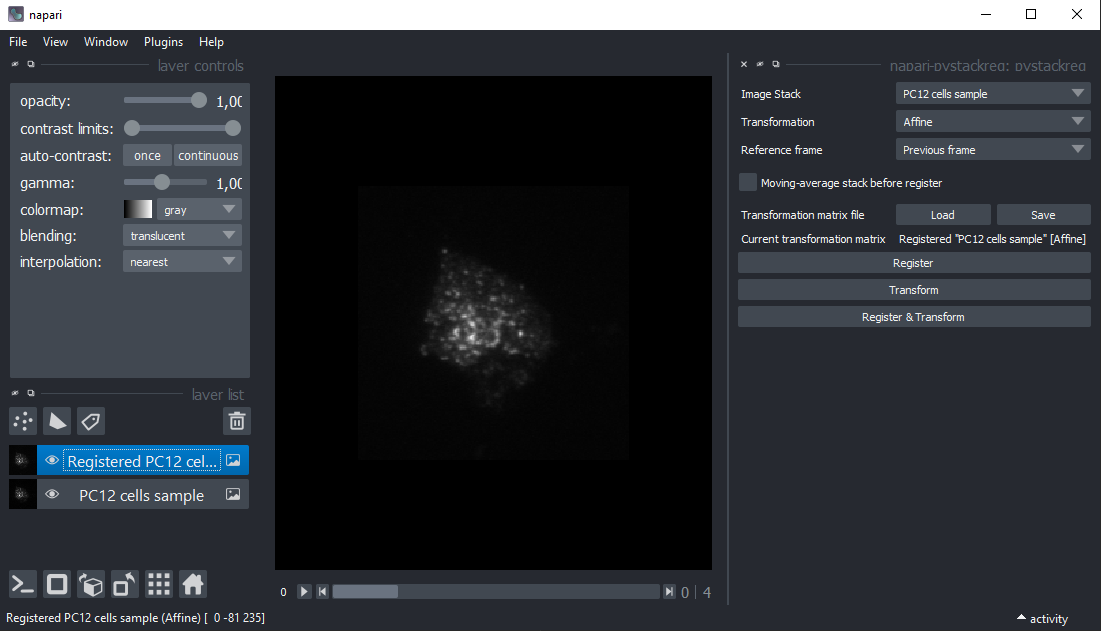 napari
File View Window Plugins Help
layer controls
opacity: 1,00
contrast limits:
auto-contrast: once continuous
gamma: 1,00
colormap: gray
blending: translucent
interpolation: nearest
layer list
Registered PC12 cel...
PC12 cells sample
0 0 | 4
napari-pystackreg: pystackreg
Image Stack PC12 cells sample
Transformation Affine
Reference frame Previous frame
Moving-average stack before register
Transformation matrix file Load Save
Current transformation matrix Registered "PC12 cells sample" [Affine]
Register
Transform
Register & Transform
Registered PC12 cells sample (Affine) [ 0 -81 235]
activity